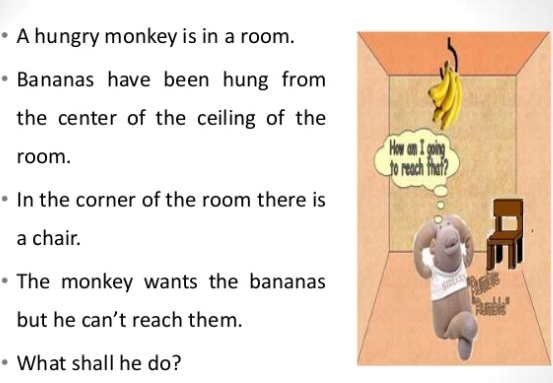 • A hungry monkey is in a room.
• Bananas have been hung from
the center of the ceiling of the
room.
• In the corner of the room there is
a chair.
• The monkey wants the bananas
but he can't reach them.
• What shall he do?
How am I going
to reach that?
"Rumble
Rumble"